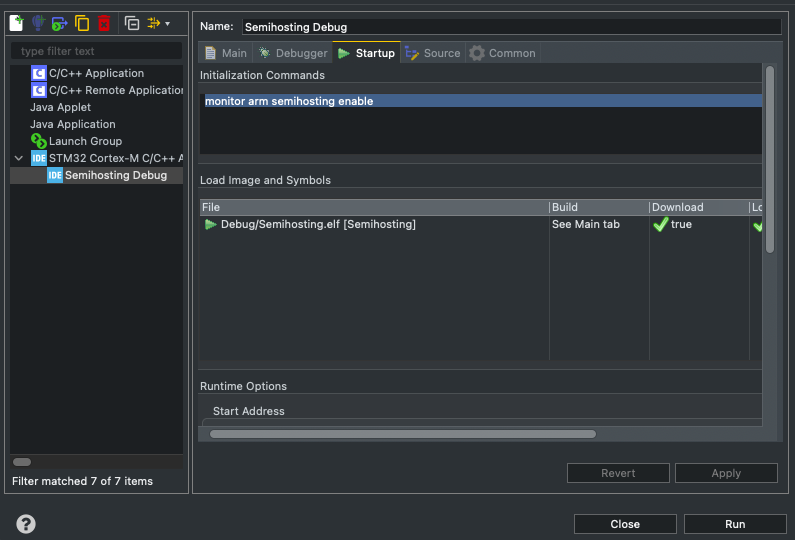 Name: Semihosting Debug
type filter text
C/C++ Application
C/C++ Remote Application
Java Applet
Java Application
Launch Group
IDE STM32 Cortex-M C/C++ A
IDE Semihosting Debug
Filter matched 7 of 7 items
Main Debugger Startup Source Common
Initialization Commands
monitor arm semihosting enable
Load Image and Symbols
File Build Download Lo
Debug/Semihosting.elf [Semihosting] See Main tab true
Runtime Options
Start Address
Revert Apply
? Close Run